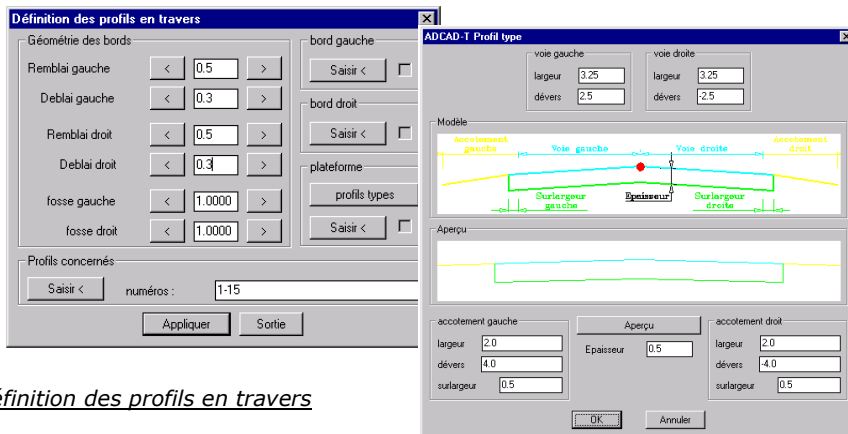 Définition des profils en travers
Géométrie des bords
Remblai gauche < 0.5 >
Deblai gauche < 0.3 >
Remblai droit < 0.5 >
Deblai droit < 0.3 >
fosse gauche < 1.0000 >
fosse droit < 1.0000 >
bord gauche
Saisir <
bord droit
Saisir <
plateforme
profils types
Saisir <
Profils concernés
Saisir < numéros : 1-15
Appliquer Sortie
ADCAD-T Profil type
voie gauche
largeur 3.25
dévers 2.5
voie droite
largeur 3.25
dévers -2.5
Modèle
Accotement gauche Voie gauche Voie droite Accotement droit
Surlargeur gauche Epaisseur Surlargeur droite
Aperçu
accotement gauche
largeur 2.0
dévers 4.0
surlargeur 0.5
Aperçu
Epaisseur 0.5
accotement droit
largeur 2.0
dévers -4.0
surlargeur 0.5
OK Annuler
éfinition des profils en travers